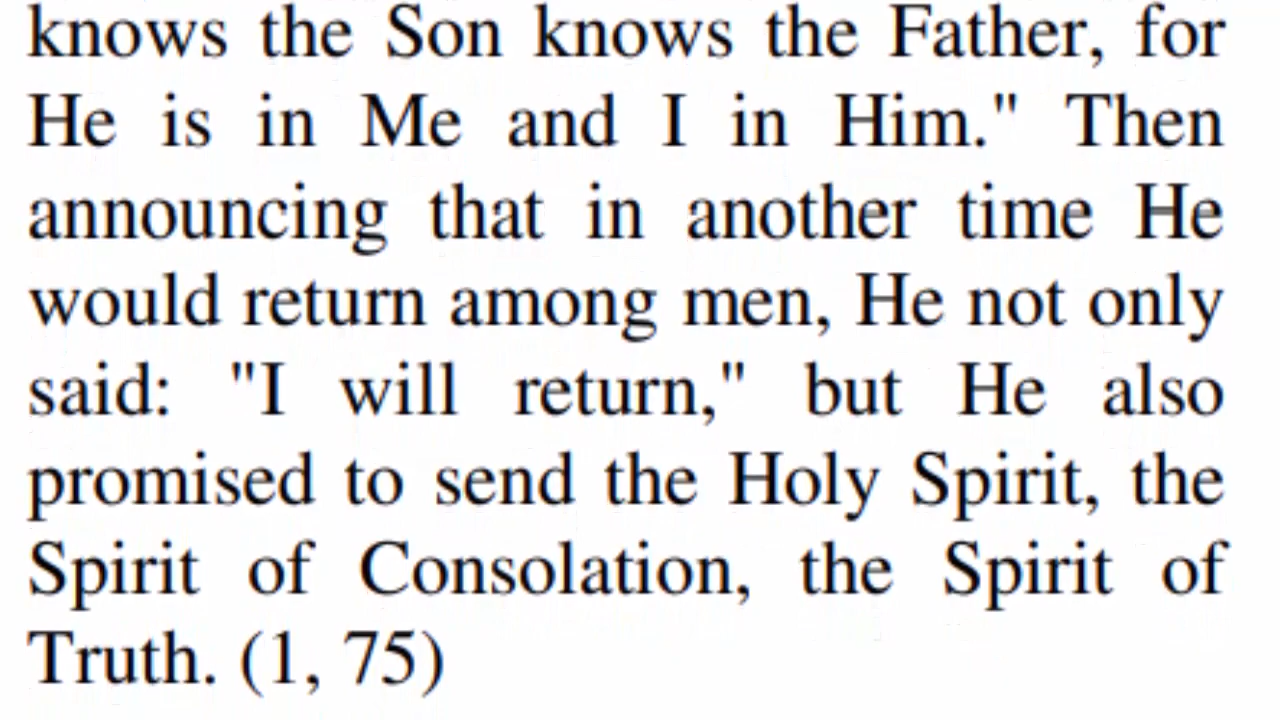 knows the Son knows the Father, for
He is in Me and I in Him." Then
announcing that in another time He
would return among men, He not only
said: "I will return," but He also
promised to send the Holy Spirit, the
Spirit of Consolation, the Spirit of
Truth. (1, 75)